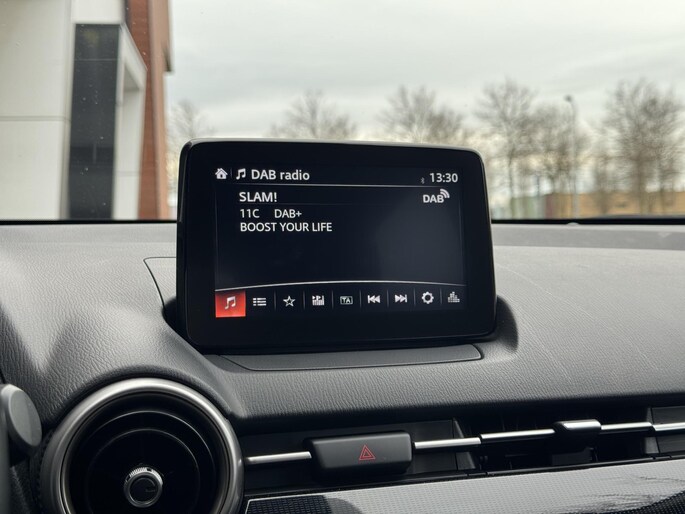 DAB radio
13:30
SLAM!
DAB
11C DAB+
BOOST YOUR LIFE
TA